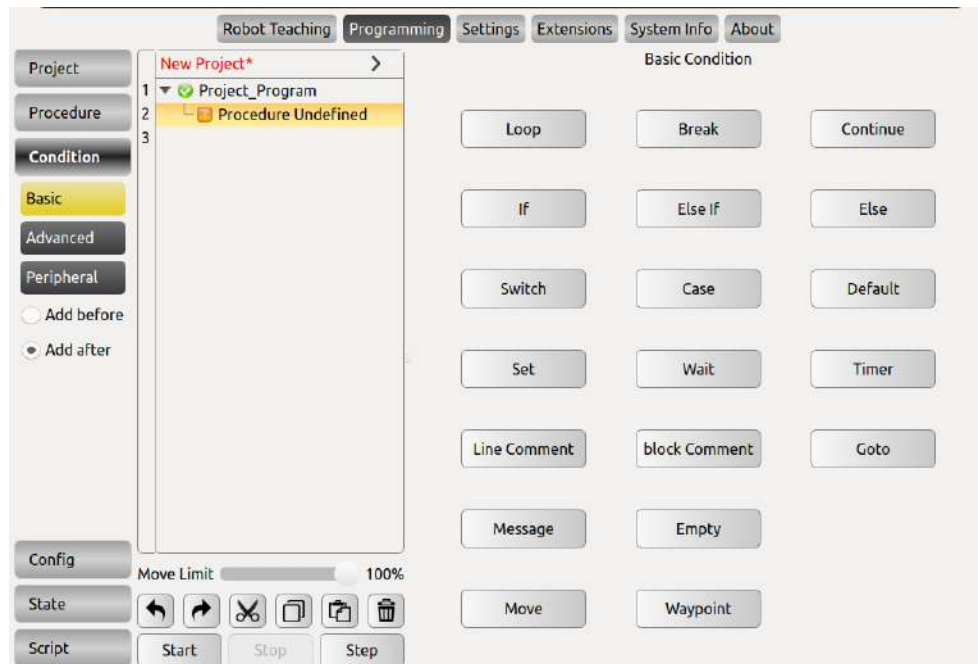 Robot Teaching Programming Settings Extensions System Info About
Project
Procedure
Condition
Basic
Advanced
Peripheral
Add before
Add after
Config
State
Script
New Project* >
1 Project_Program
2 Procedure Undefined
3
Move Limit 100%
Start Stop Step
Basic Condition
Loop Break Continue
If Else If Else
Switch Case Default
Set Wait Timer
Line Comment block Comment Goto
Message Empty
Move Waypoint